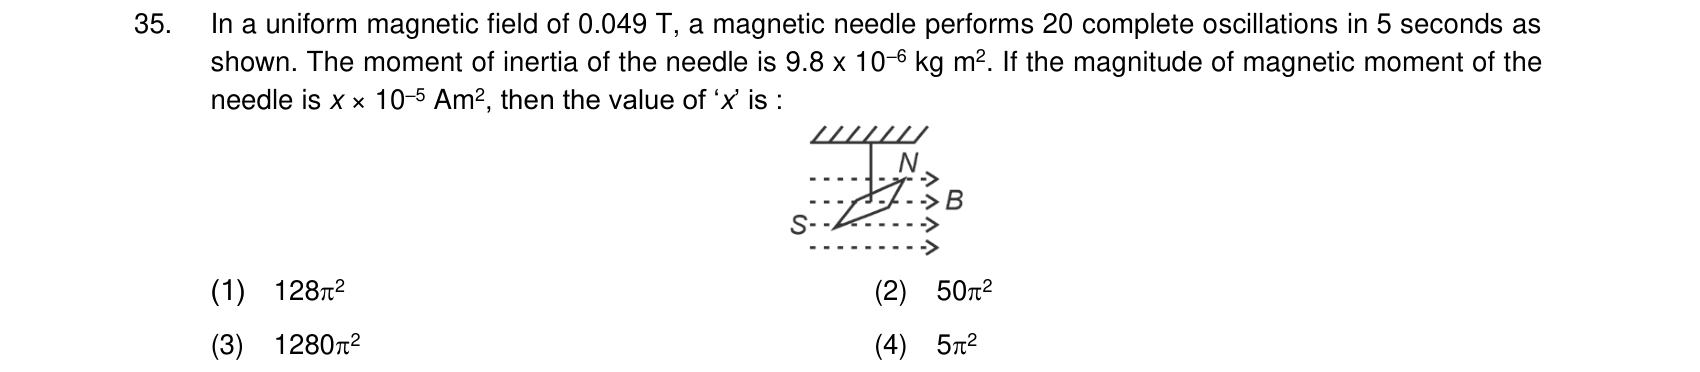 35. In a uniform magnetic field of 0.049 T, a magnetic needle performs 20 complete oscillations in 5 seconds as
shown. The moment of inertia of the needle is 9.8 x 10⁻⁶ kg m². If the magnitude of magnetic moment of the
needle is x × 10⁻⁵ Am², then the value of ‘x’ is :
N
B
S
(1) 128π² (2) 50π²
(3) 1280π² (4) 5π²